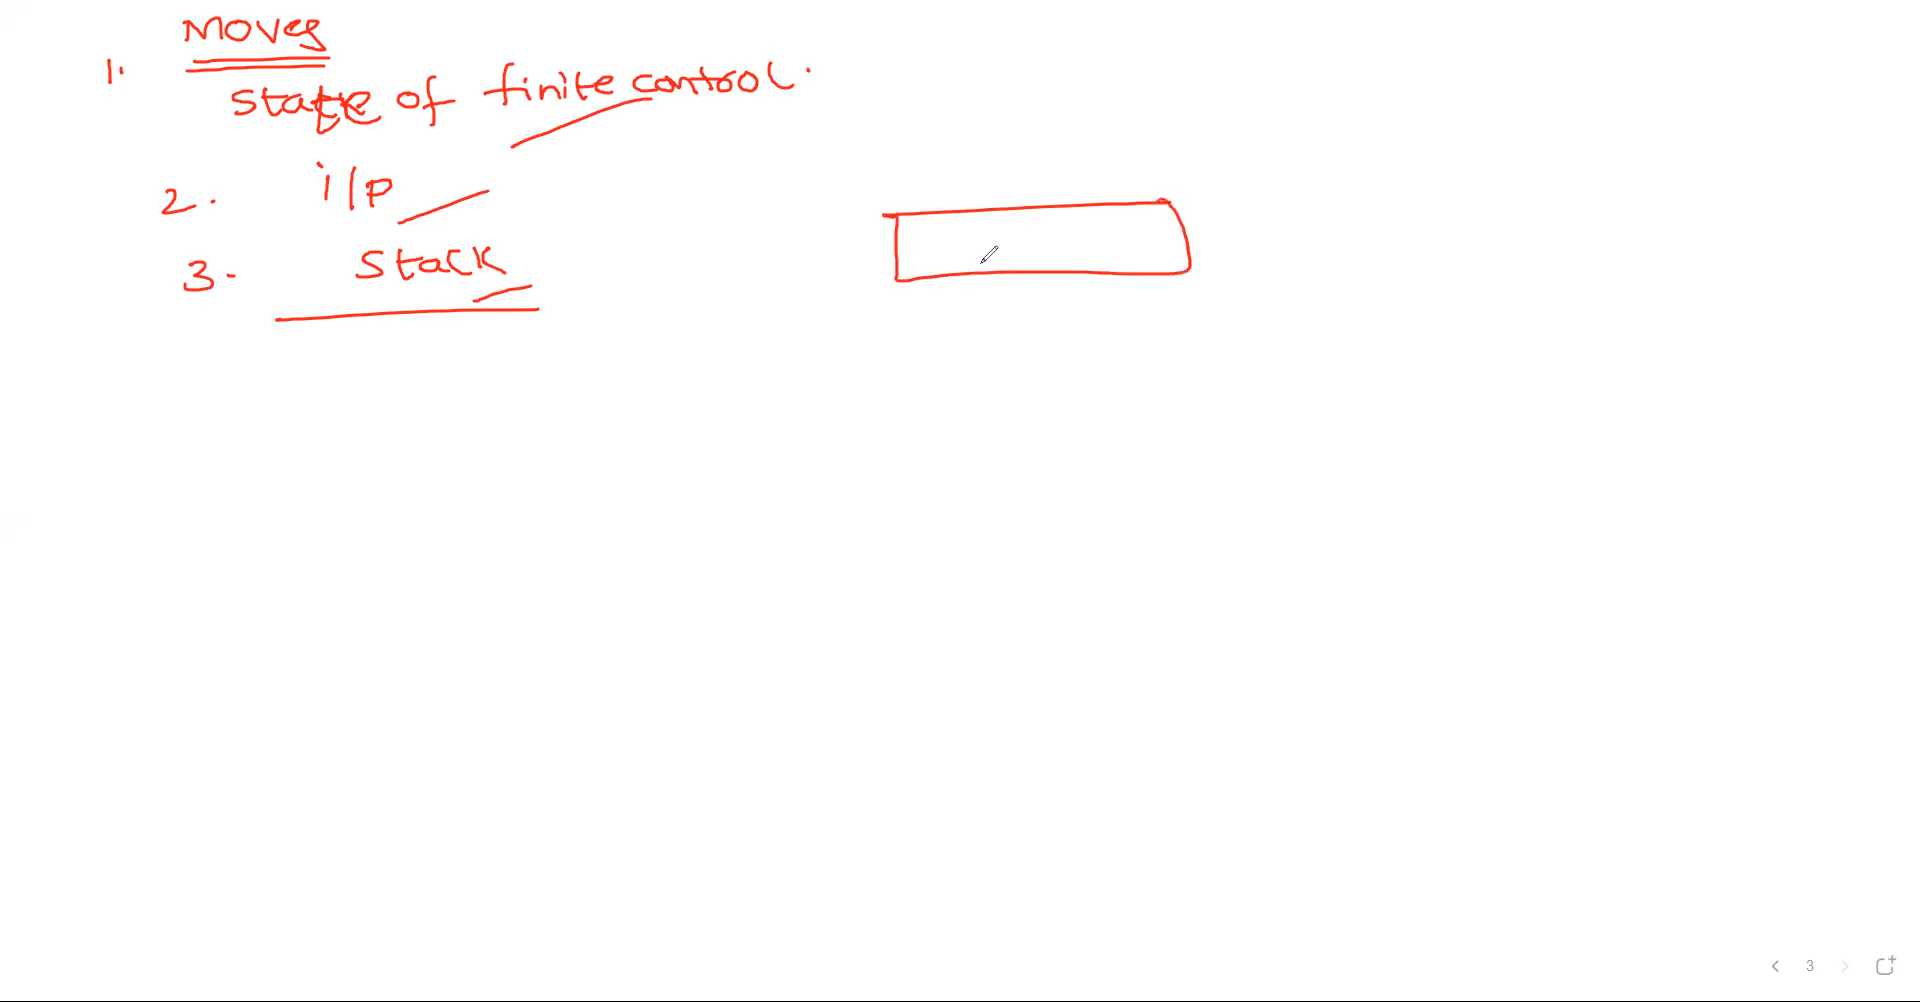 Moves
1. State of finite control.
2. i/p
3. Stack
3